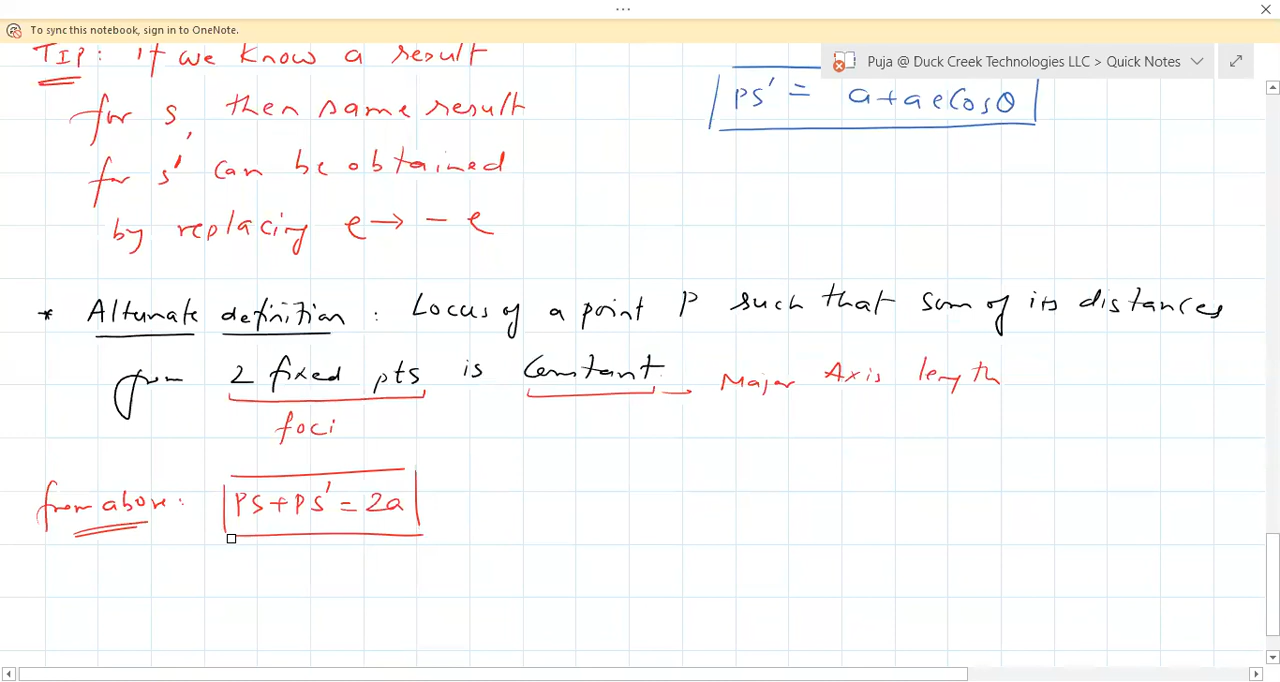 ...
To sync this notebook, sign in to OneNote.
Puja @ Duck Creek Technologies LLC > Quick Notes
TIP: if we know a result
for s, then same result
for s' can be obtained
by replacing e → - e
PS' = a + a e Cos θ
* Altunate definition: Locus of a point P such that sum of its distances
from 2 fixed pts is Constant → Major Axis length
foci
from above: PS + PS' = 2a